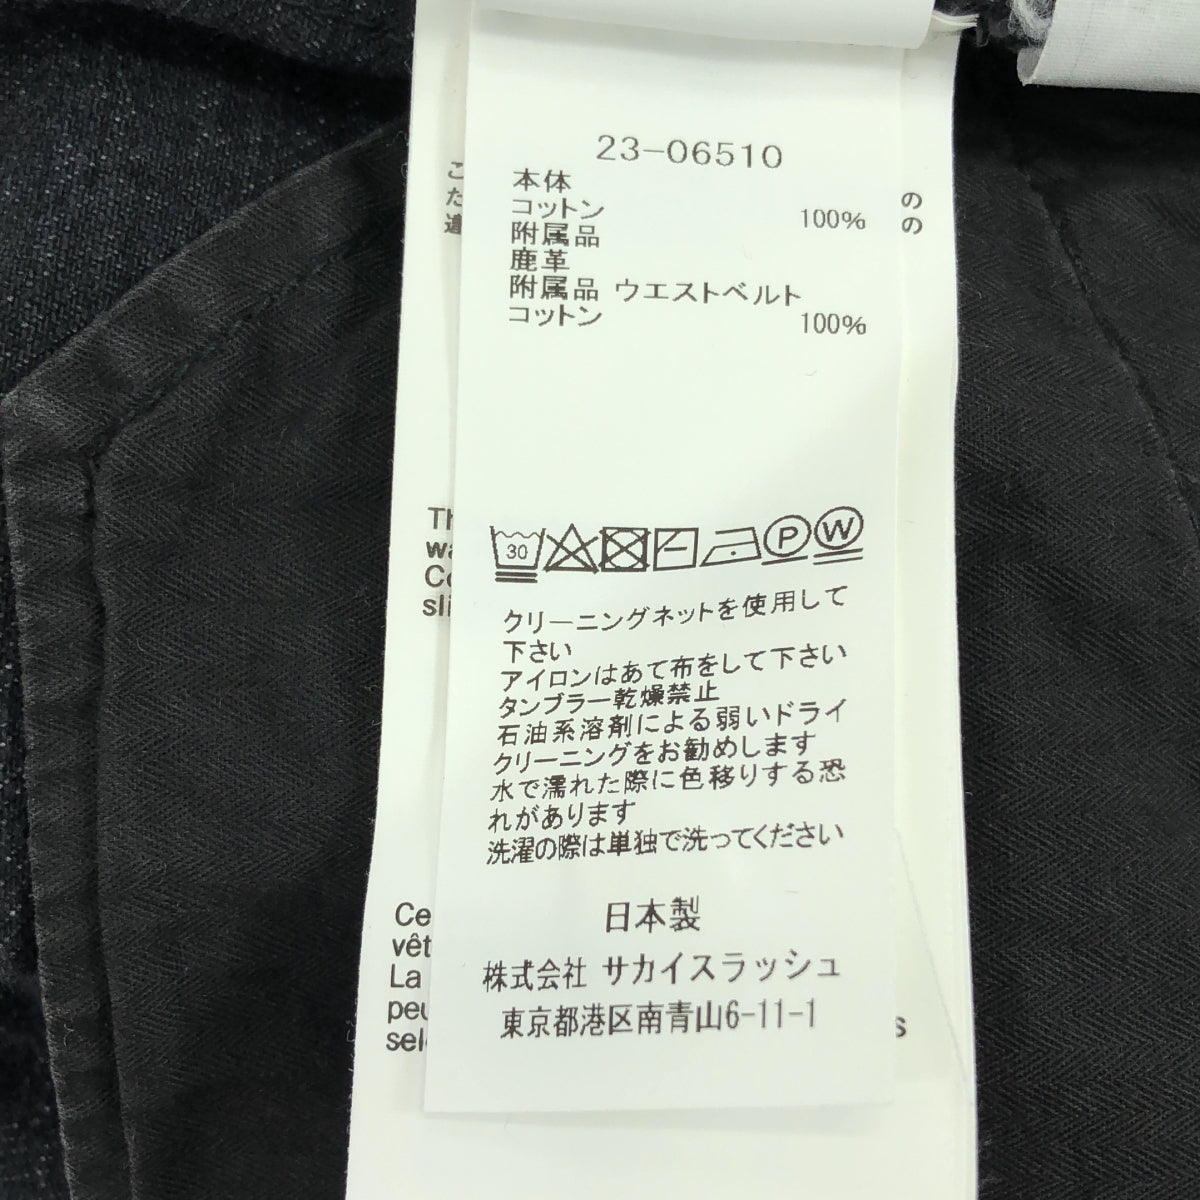 23-06510
本体
コットン 100%
附属品
鹿革
附属品 ウエストベルト
コットン 100%
30 P W
クリーニングネットを使用して
下さい
アイロンはあて布をして下さい
タンブラー乾燥禁止
石油系溶剤による弱いドライ
クリーニングをお勧めします
水で濡れた際に色移りする恐
れがあります
洗濯の際は単独で洗ってください
日本製
株式会社 サカイスラッシュ
東京都港区南青山6-11-1